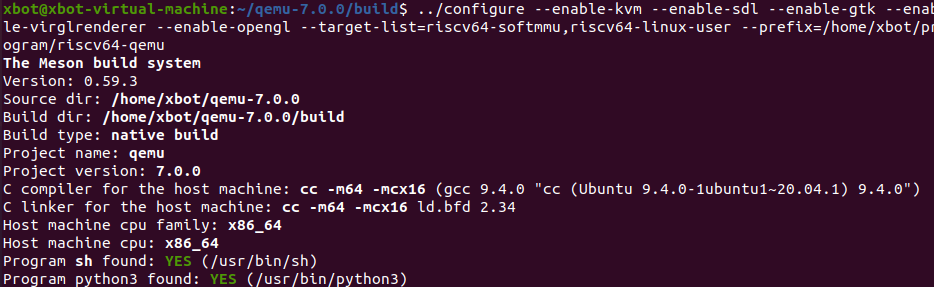 xbot@xbot-virtual-machine:~/qemu-7.0.0/build$ ../configure --enable-kvm --enable-sdl --enable-gtk --enab
le-virglrenderer --enable-opengl --target-list=riscv64-softmmu,riscv64-linux-user --prefix=/home/xbot/pr
ogram/riscv64-qemu
The Meson build system
Version: 0.59.3
Source dir: /home/xbot/qemu-7.0.0
Build dir: /home/xbot/qemu-7.0.0/build
Build type: native build
Project name: qemu
Project version: 7.0.0
C compiler for the host machine: cc -m64 -mcx16 (gcc 9.4.0 "cc (Ubuntu 9.4.0-1ubuntu1~20.04.1) 9.4.0")
C linker for the host machine: cc -m64 -mcx16 ld.bfd 2.34
Host machine cpu family: x86_64
Host machine cpu: x86_64
Program sh found: YES (/usr/bin/sh)
Program python3 found: YES (/usr/bin/python3)